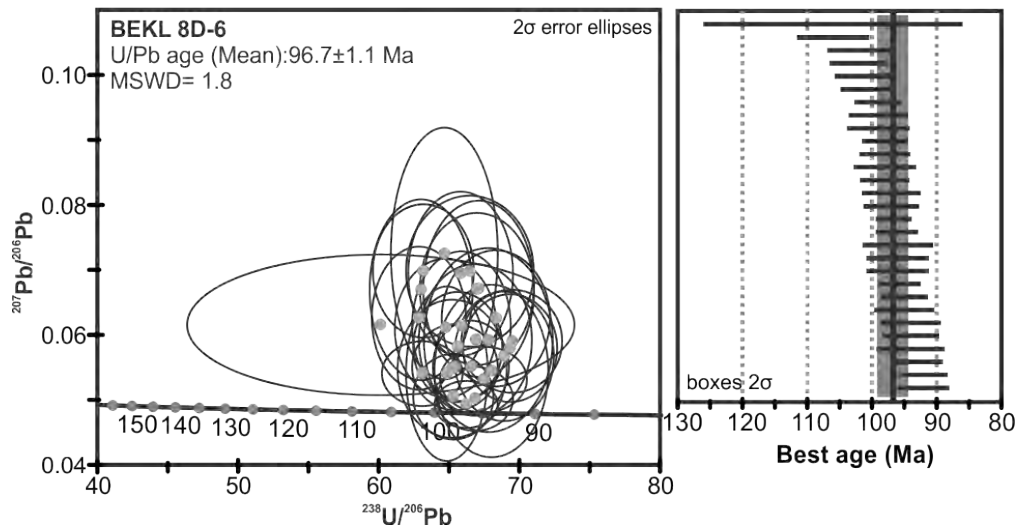 BEKL 8D-6
2σ error ellipses
U/Pb age (Mean):96.7±1.1 Ma
MSWD= 1.8
0.10
0.08
0.06
0.04
²⁰⁷Pb/²⁰⁶Pb
150 140 130 120 110 100 90
40 50 60 70 80
²³⁸U/²⁰⁶Pb
boxes 2σ
130 120 110 100 90 80
Best age (Ma)